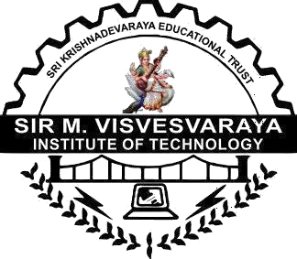 SRI KRISHNADEVARAYA EDUCATIONAL TRUST
SIR M. VISVESVARAYA
INSTITUTE OF TECHNOLOGY